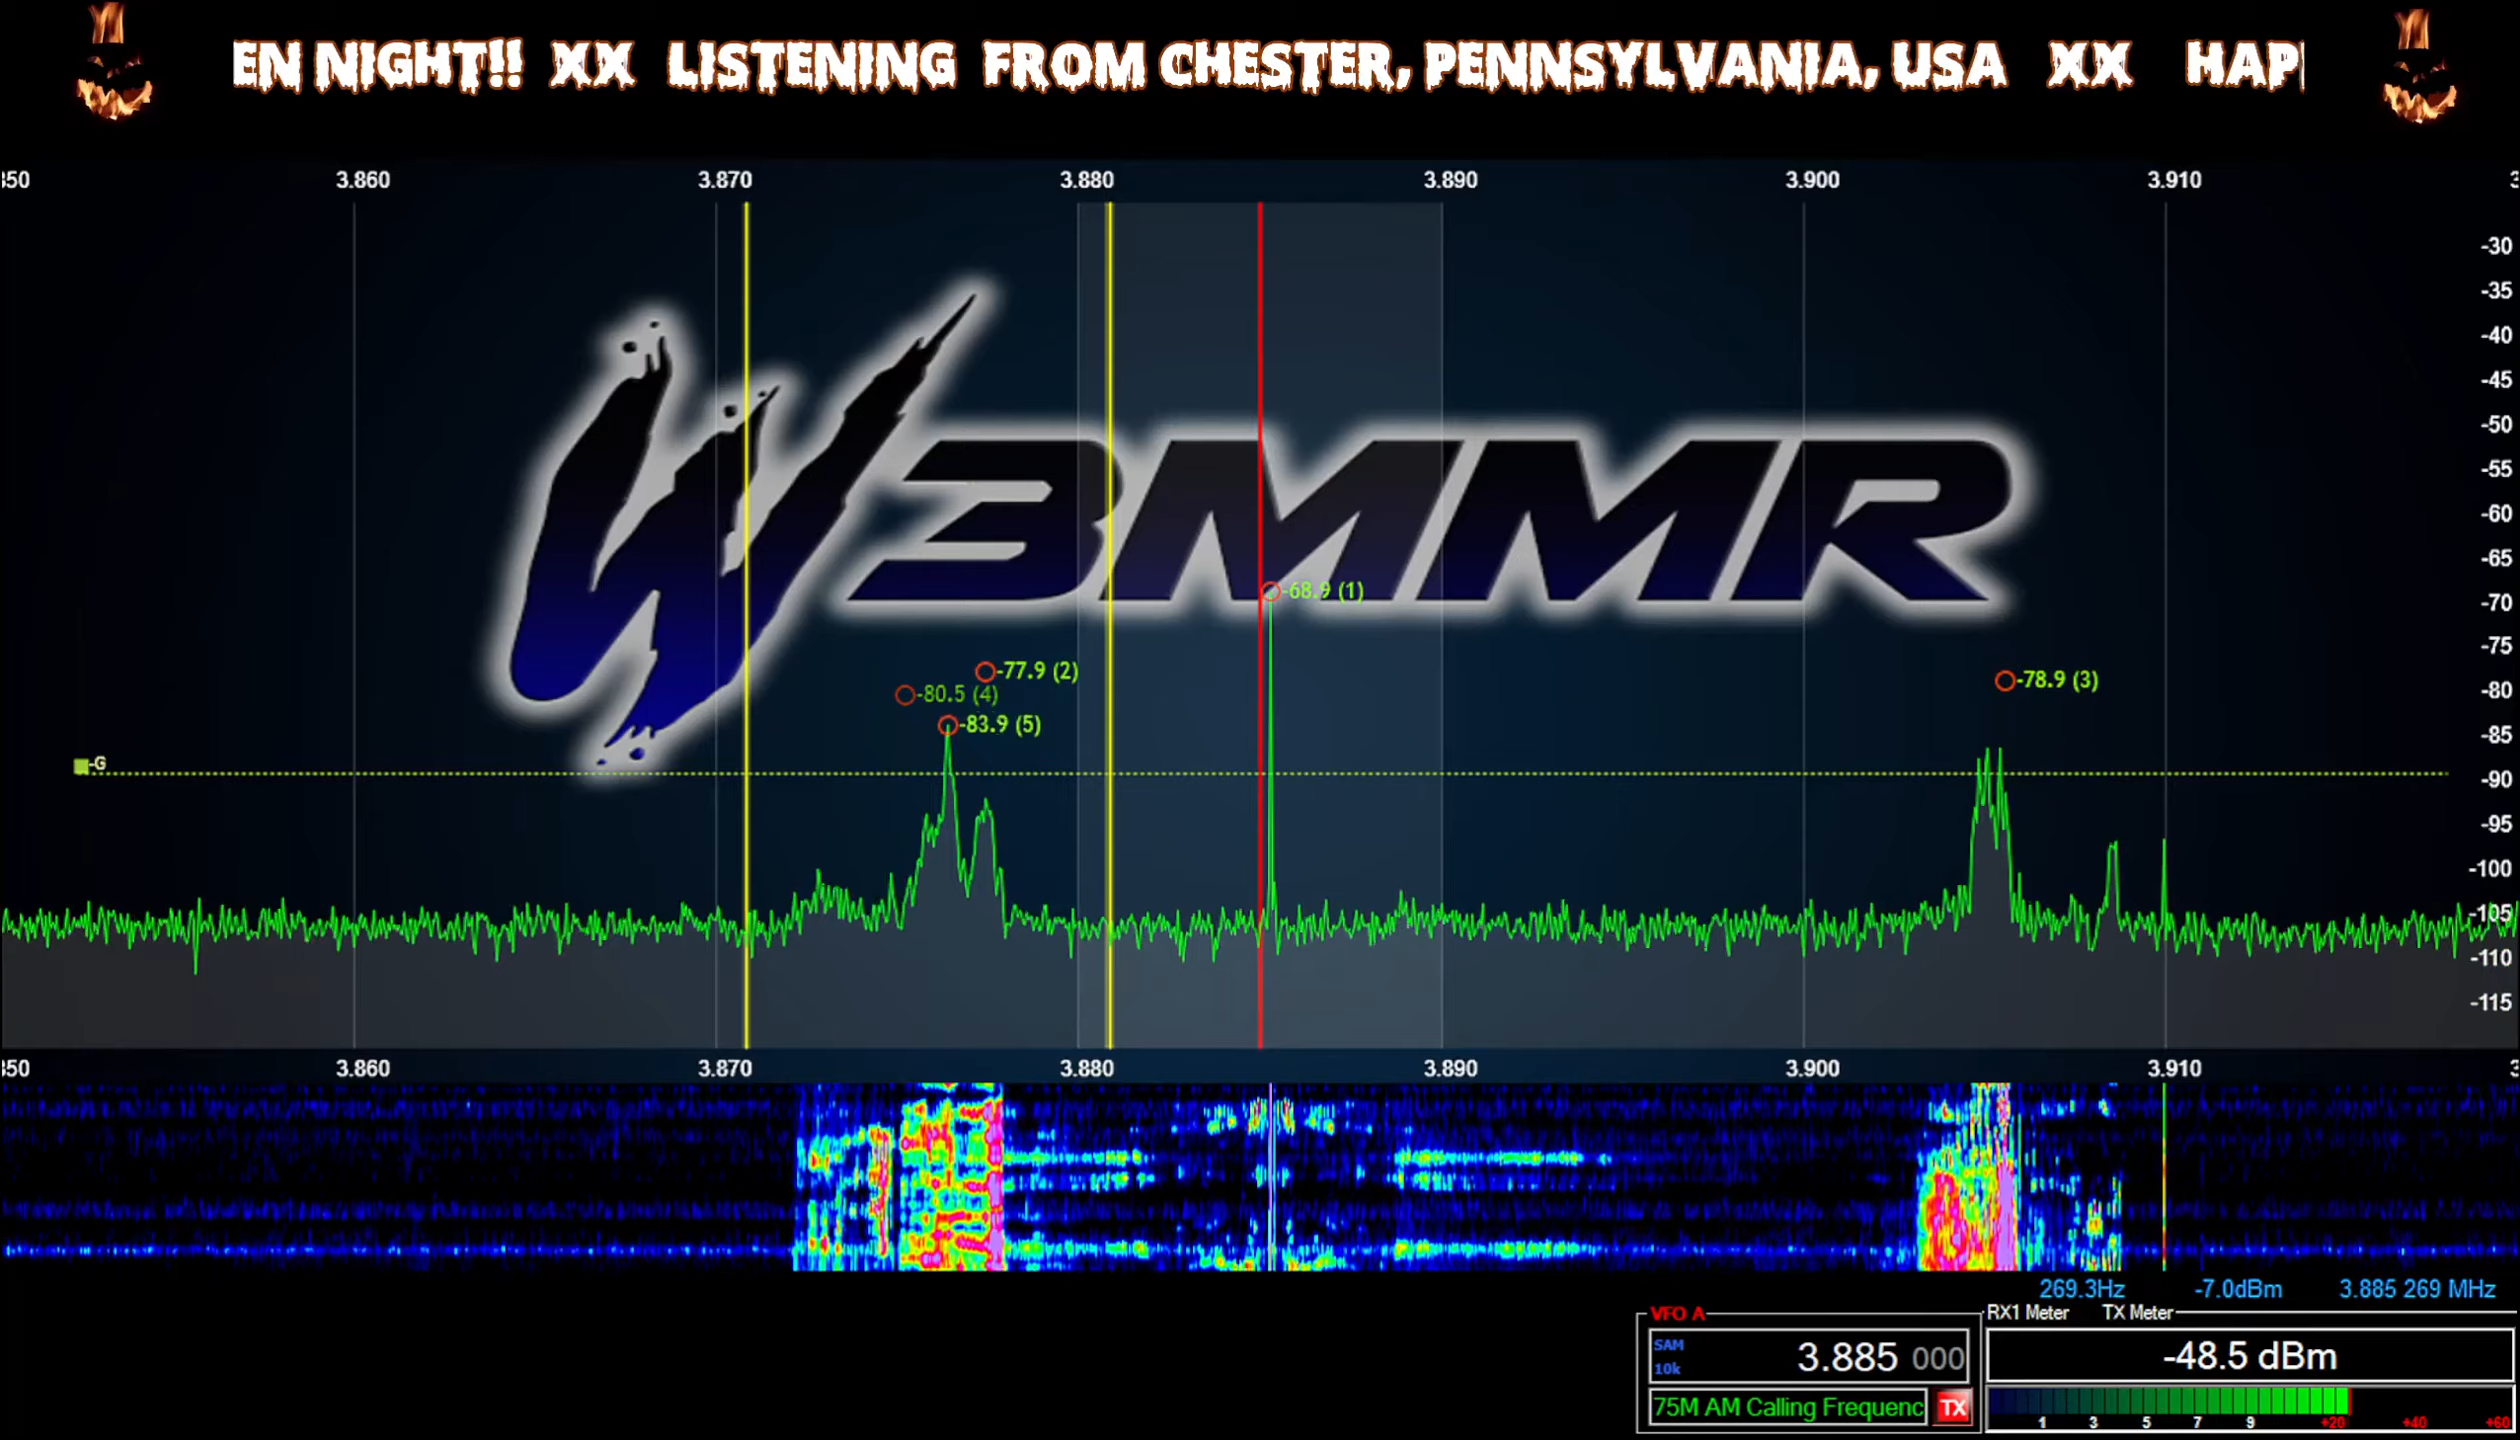 EN NIGHT!! XX LISTENING FROM CHESTER, PENNSYLVANIA, USA XX HAP
350 3.860 3.870 3.880 3.890 3.900 3.910
-30
-35
-40
-45
-50
-55
-60
-65
-70
-75
-80
-85
-90
-95
-100
-105
-110
-115
W3MMR
-68.9 (1)
-77.9 (2)
-78.9 (3)
-80.5 (4)
-83.9 (5)
-G
350 3.860 3.870 3.880 3.890 3.900 3.910
269.3Hz -7.0dBm 3.885 269 MHz
VFO A RX1 Meter TX Meter
SAM
10k
3.885 000
-48.5 dBm
75M AM Calling Frequenc TX
1 3 5 7 9 +20 +40 +60